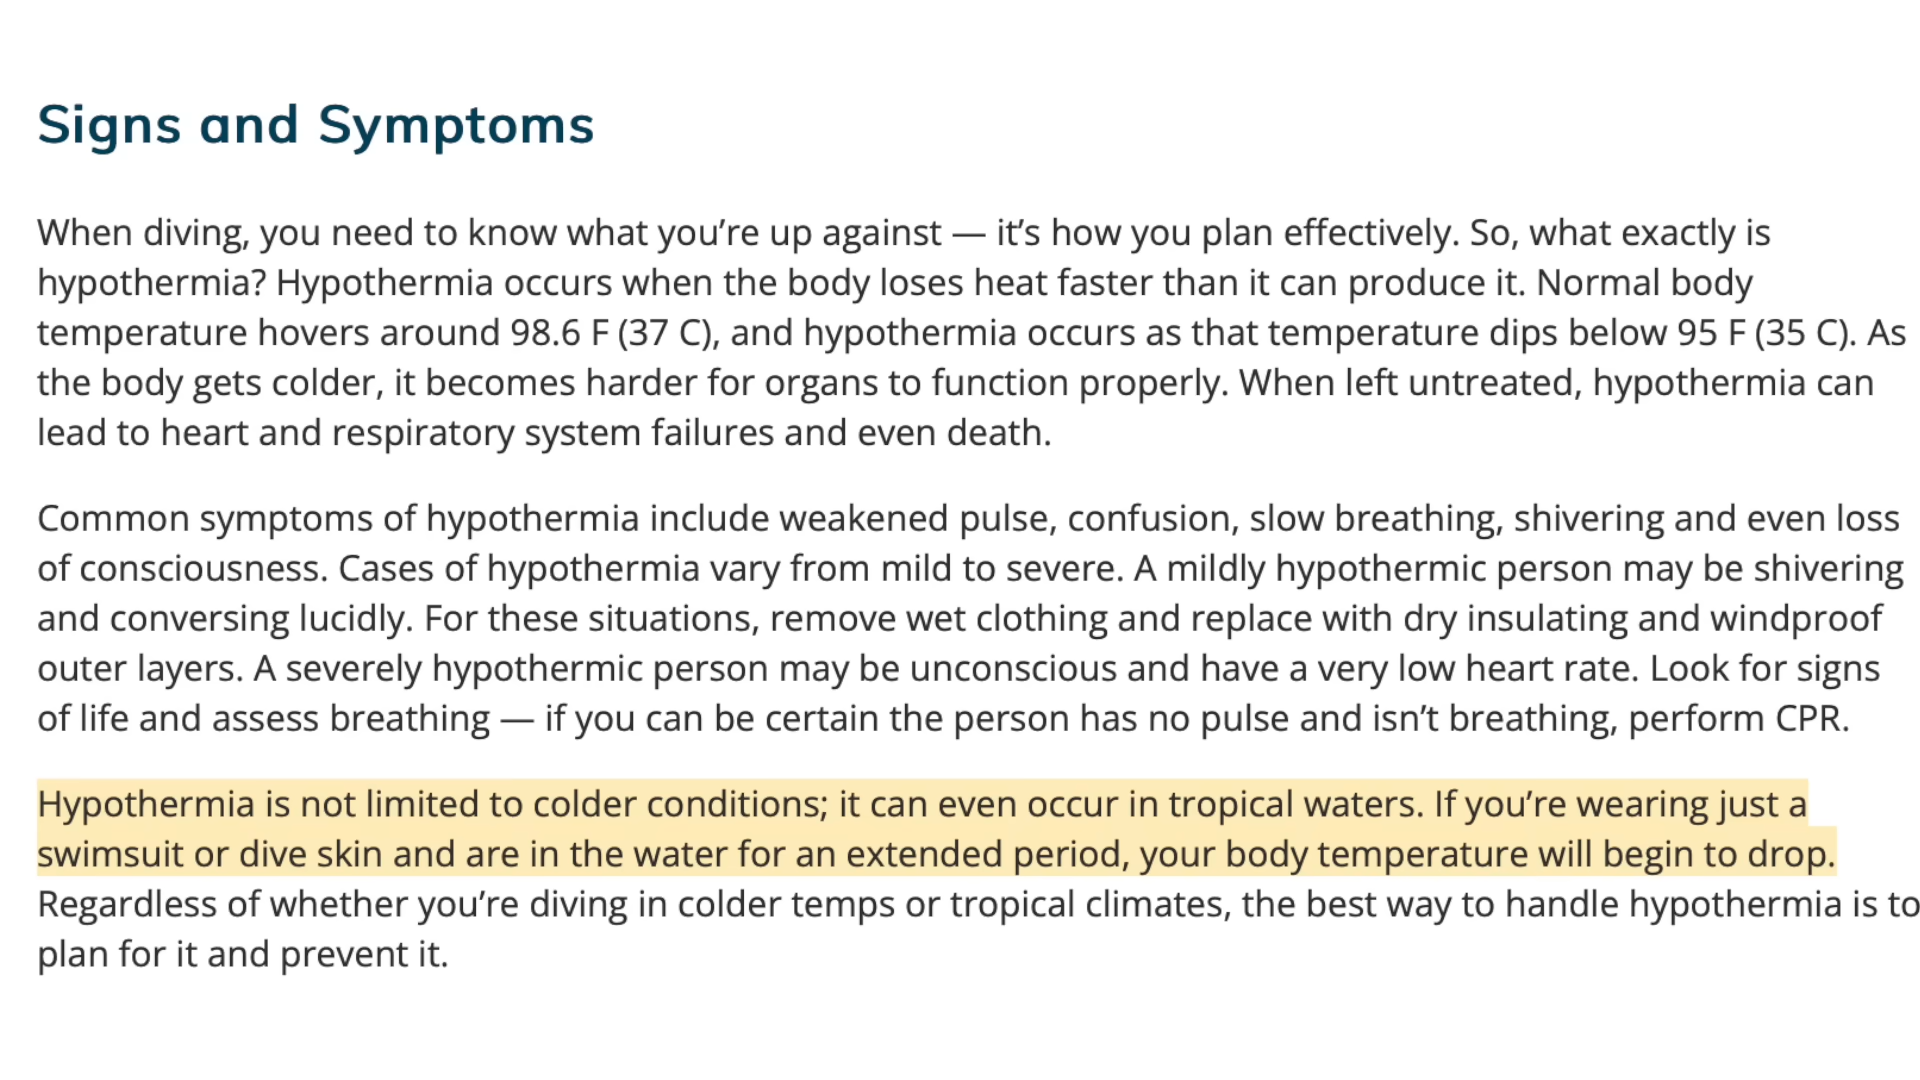 Signs and Symptoms
When diving, you need to know what you’re up against — it’s how you plan effectively. So, what exactly is
hypothermia? Hypothermia occurs when the body loses heat faster than it can produce it. Normal body
temperature hovers around 98.6 F (37 C), and hypothermia occurs as that temperature dips below 95 F (35 C). As
the body gets colder, it becomes harder for organs to function properly. When left untreated, hypothermia can
lead to heart and respiratory system failures and even death.
Common symptoms of hypothermia include weakened pulse, confusion, slow breathing, shivering and even loss
of consciousness. Cases of hypothermia vary from mild to severe. A mildly hypothermic person may be shivering
and conversing lucidly. For these situations, remove wet clothing and replace with dry insulating and windproof
outer layers. A severely hypothermic person may be unconscious and have a very low heart rate. Look for signs
of life and assess breathing — if you can be certain the person has no pulse and isn’t breathing, perform CPR.
Hypothermia is not limited to colder conditions; it can even occur in tropical waters. If you’re wearing just a
swimsuit or dive skin and are in the water for an extended period, your body temperature will begin to drop.
Regardless of whether you’re diving in colder temps or tropical climates, the best way to handle hypothermia is to
plan for it and prevent it.